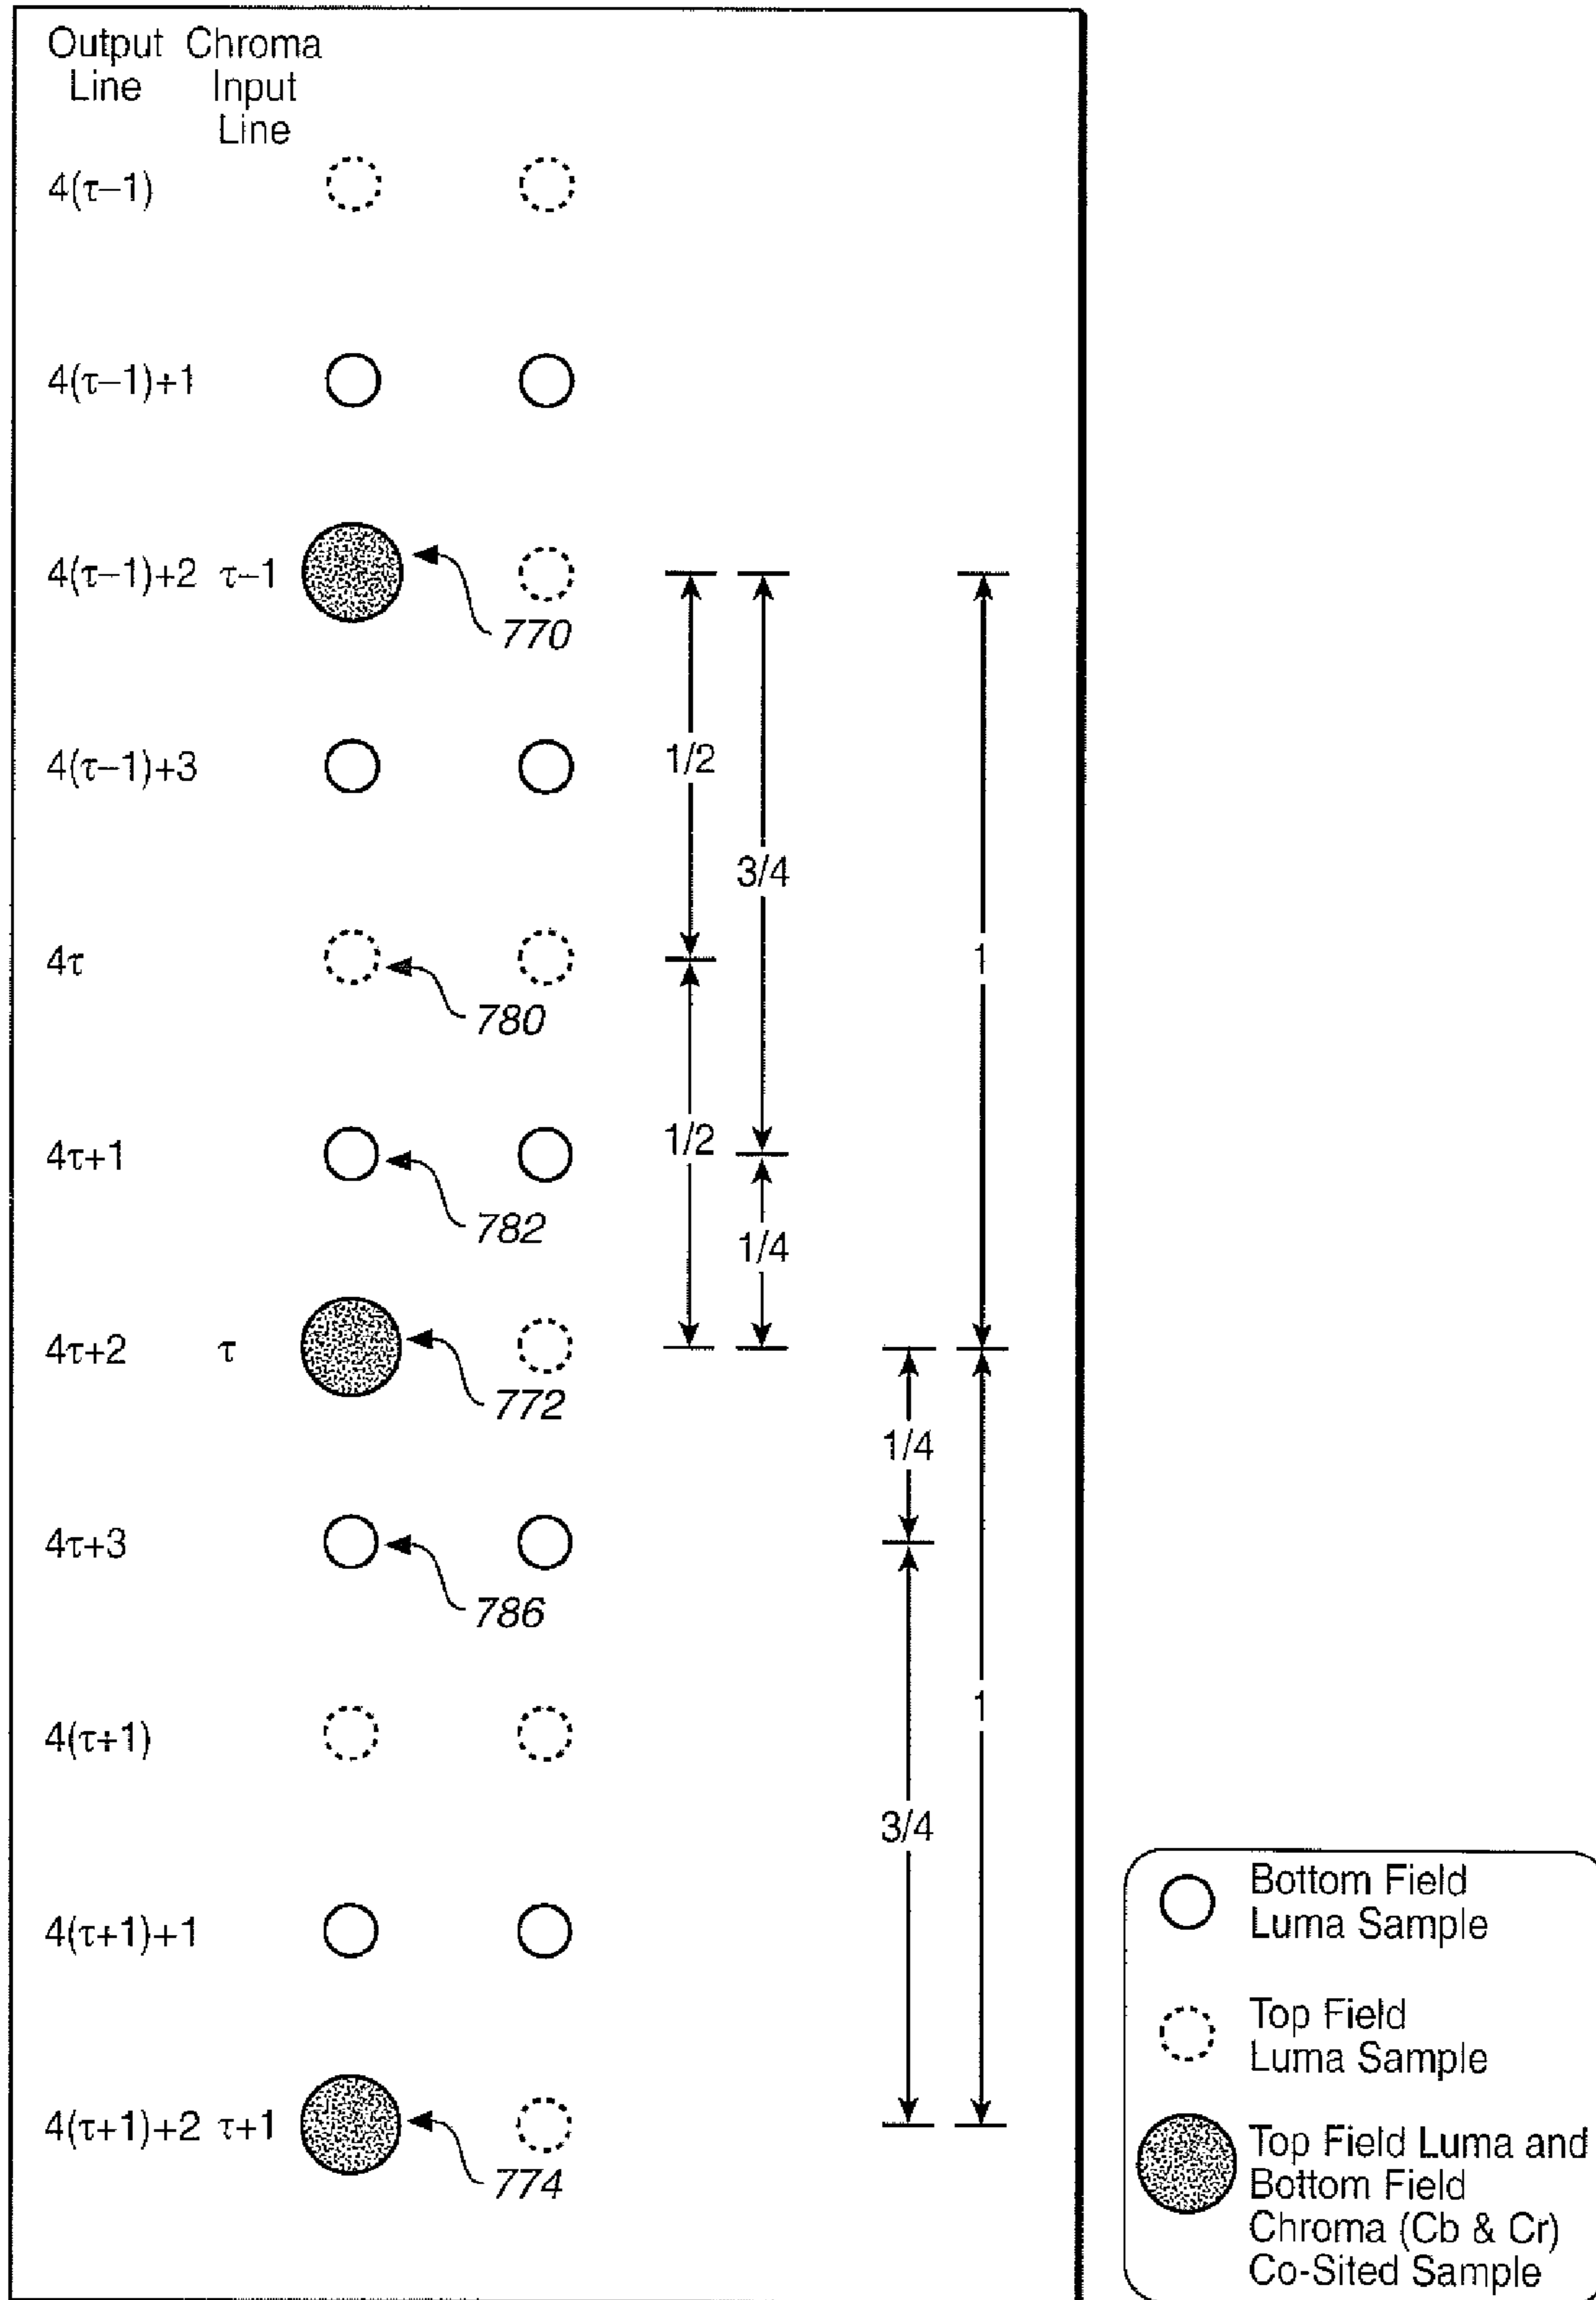 Output Chroma
Line Input
Line
4(τ−1)
4(τ−1)+1
4(τ−1)+2 τ−1
770
4(τ−1)+3
1/2
3/4
4τ
1
780
4τ+1
1/2
782
1/4
4τ+2 τ
772
1/4
4τ+3
786
4(τ+1)
1
3/4
4(τ+1)+1
4(τ+1)+2 τ+1
774
Bottom Field
Luma Sample
Top Field
Luma Sample
Top Field Luma and
Bottom Field
Chroma (Cb & Cr)
Co-Sited Sample